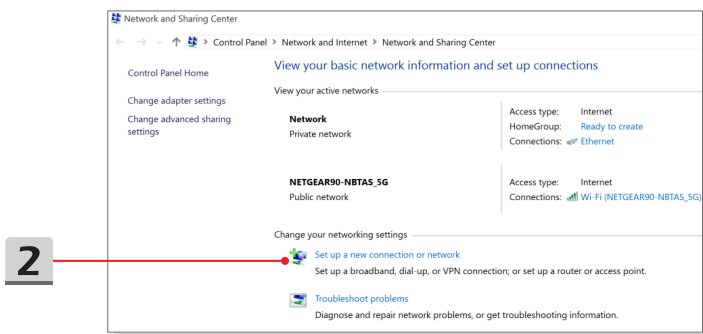 Network and Sharing Center
Control Panel > Network and Internet > Network and Sharing Center
Control Panel Home
Change adapter settings
Change advanced sharing
settings
View your basic network information and set up connections
View your active networks
Network
Private network
Access type: Internet
HomeGroup: Ready to create
Connections: Ethernet
NETGEAR90-NBTAS_5G
Public network
Access type: Internet
Connections: Wi-Fi (NETGEAR90-NBTAS_5G)
Change your networking settings
2
Set up a new connection or network
Set up a broadband, dial-up, or VPN connection; or set up a router or access point.
Troubleshoot problems
Diagnose and repair network problems, or get troubleshooting information.